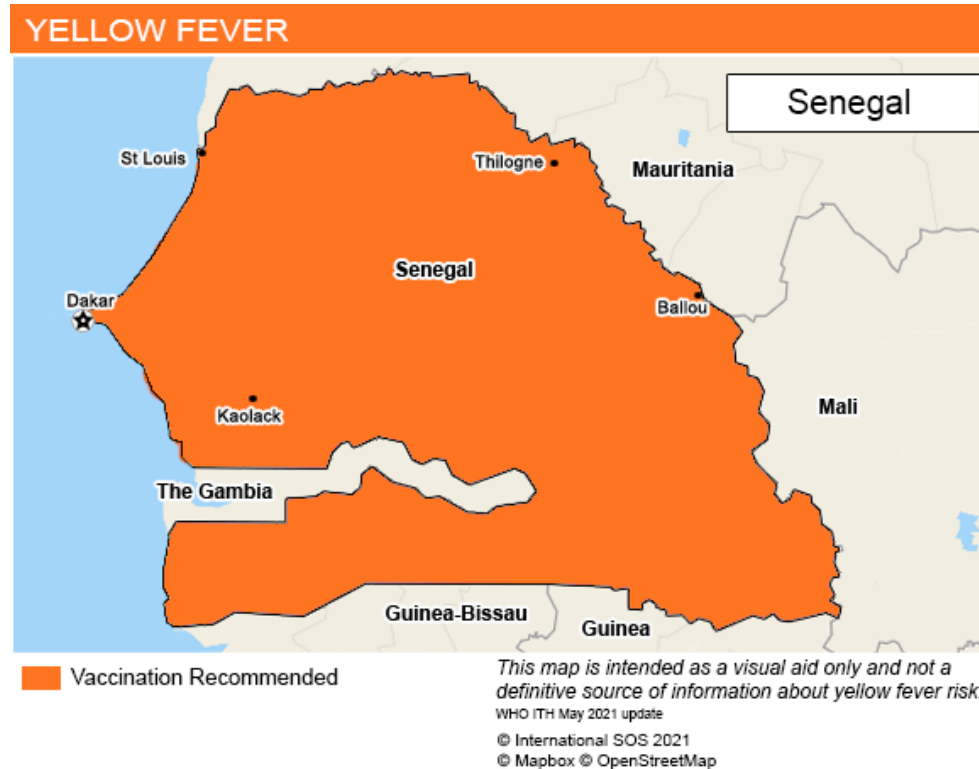 YELLOW FEVER
Senegal
St Louis
Thilogne
Mauritania
Senegal
Dakar
Ballou
Kaolack
Mali
The Gambia
Guinea-Bissau
Guinea
Vaccination Recommended
This map is intended as a visual aid only and not a
definitive source of information about yellow fever risk
WHO ITH May 2021 update
© International SOS 2021
© Mapbox © OpenStreetMap